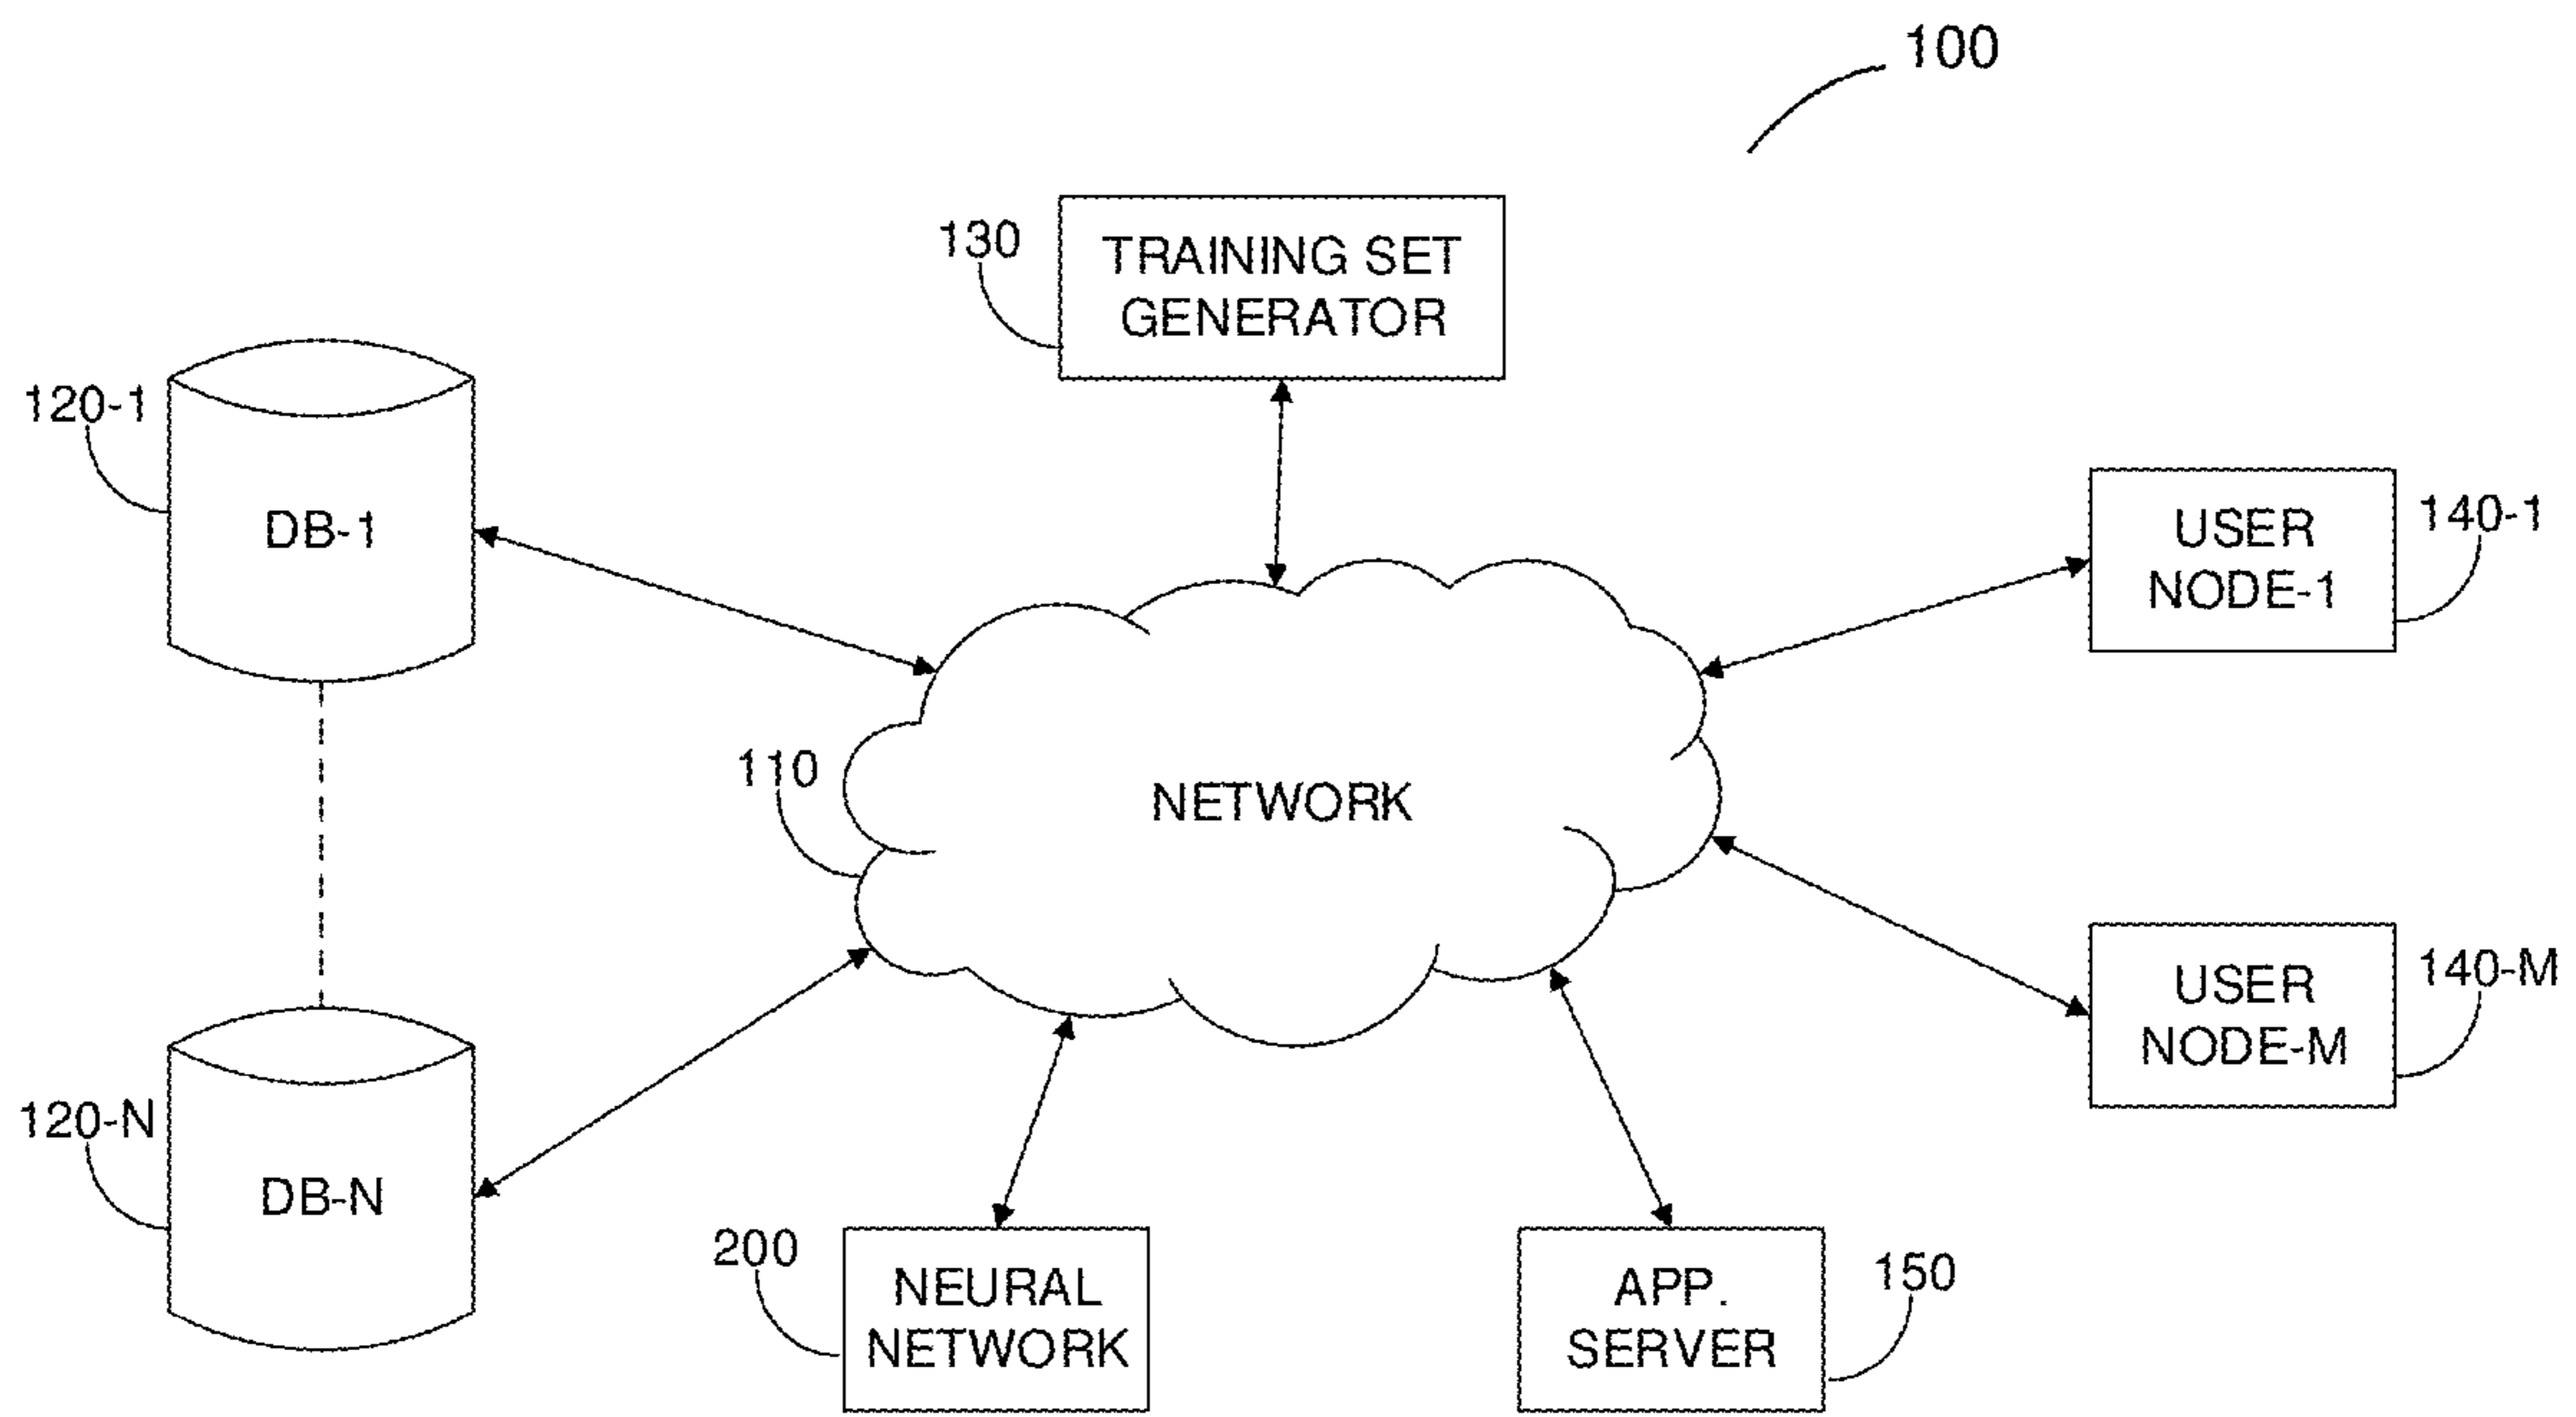 100
130
TRAINING SET
GENERATOR
120-1
DB-1
USER
NODE-1
140-1
110
NETWORK
USER
NODE-M
140-M
120-N
DB-N
200
NEURAL
NETWORK
APP.
SERVER
150